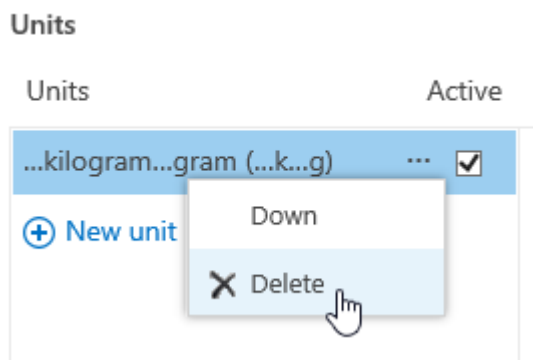 Units
Units Active
...kilogram...gram (...k...g) ...
New unit
Down
Delete